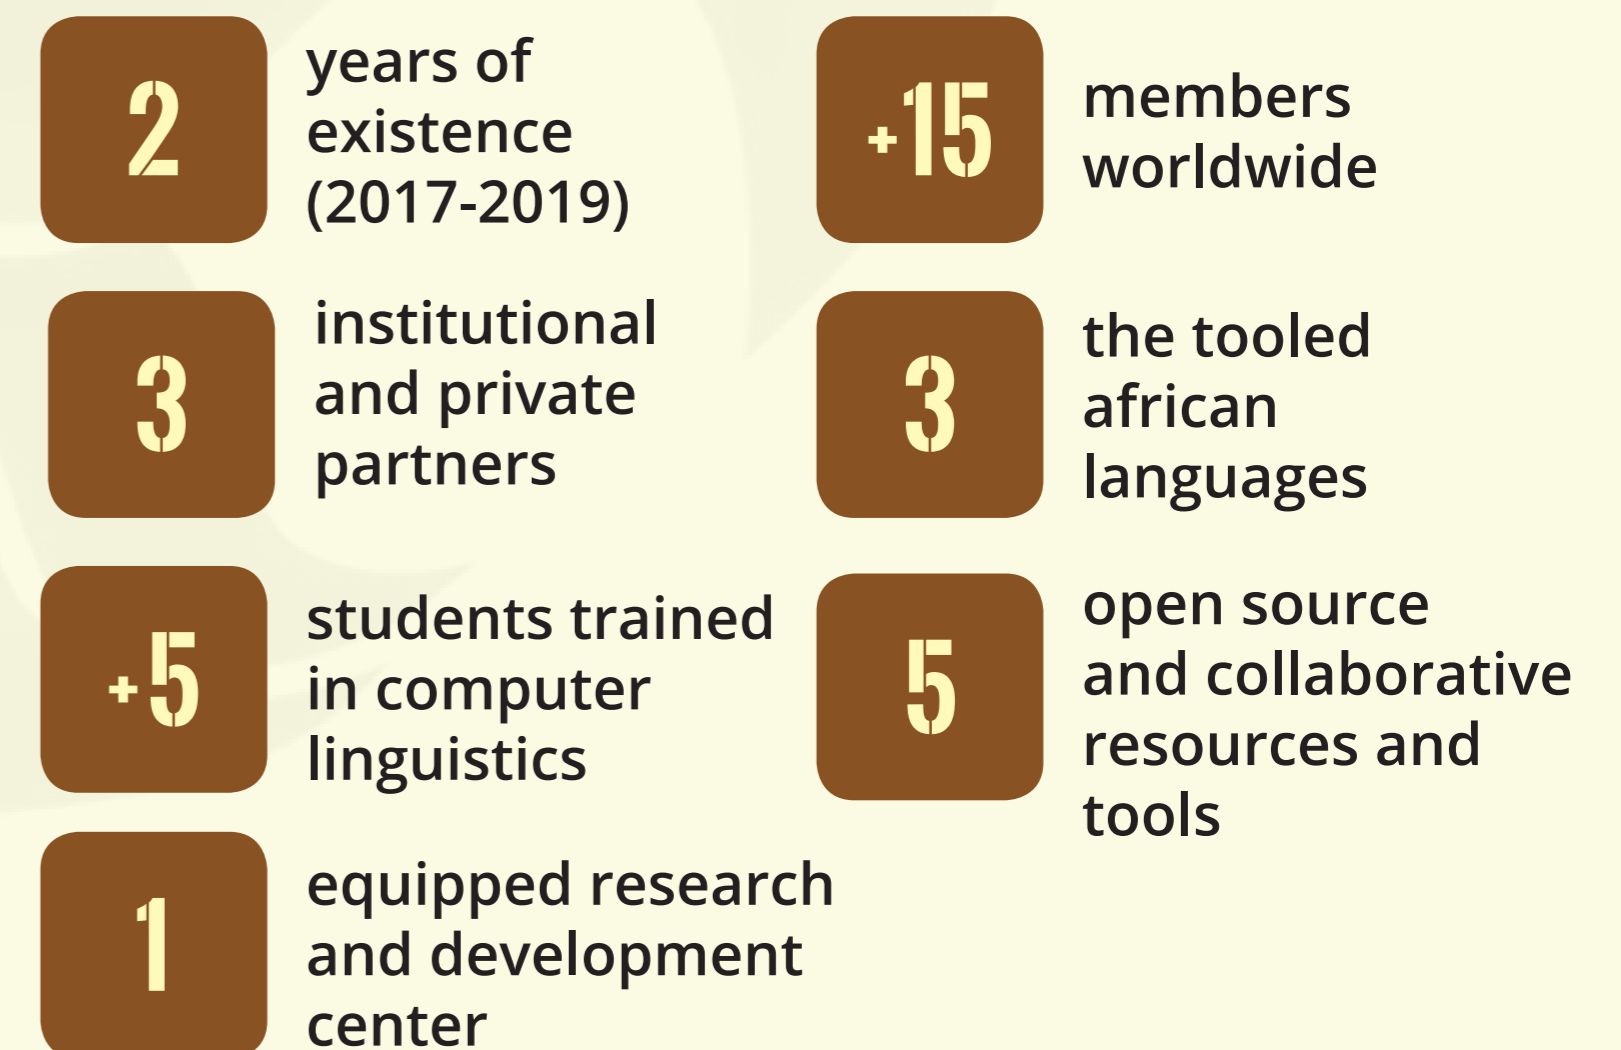 2
years of
existence
(2017-2019)
+15
members
worldwide
3
institutional
and private
partners
3
the tooled
african
languages
+5
students trained
in computer
linguistics
5
open source
and collaborative
resources and
tools
1
equipped research
and development
center